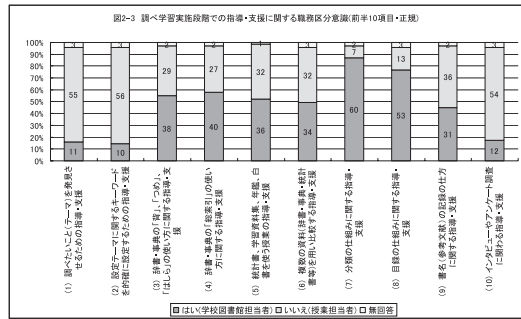 図2-3 調べ学習実施段階での指導・支援に関する職務区分意識(前半10項目・正規)
100%
90%
80%
70%
60%
50%
40%
30%
20%
10%
0%
3 3 2 2 1 3 2 3 2 3
55 56 29 27 32 32 7 13 36 54
11 10 38 40 36 34 60 53 31 12
(1) 調べたいこと(テーマ)を発見さ
せるための指導・支援
(2) 設定テーマに関するキーワード
を的確に設定するための指導・支援
(3) 辞書・事典の「背」、「つめ」、
「はしら」の使い方に関する指導・支
援
(4) 辞書・事典の「総索引」の使い
方に関する指導・支援
(5) 統計書、学習資料集、年鑑、白
書を使う授業の指導・支援
(6) 複数の資料(辞書・事典・統計
書等)を用い比較する指導・支援
(7) 分類の仕組みに関する指導・
支援
(8) 目録の仕組みに関する指導・
支援
(9) 書名(参考文献)の記録の仕方
に関する指導・支援
(10) インタビューやアンケート調査
に関わる指導・支援
はい(学校図書館担当者) いいえ(授業担当者) 無回答